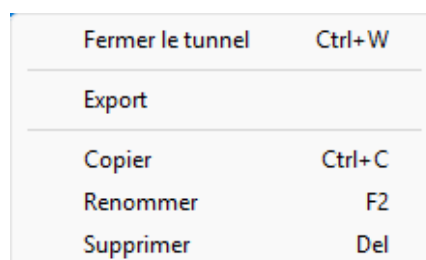 Fermer le tunnel Ctrl+W
Export
Copier Ctrl+C
Renommer F2
Supprimer Del